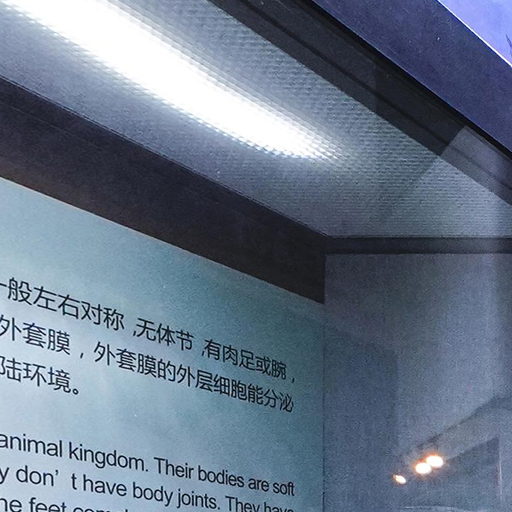 一般左右对称,无体节,有肉足或腕,
外套膜,外套膜的外层细胞能分泌
陆环境。
animal kingdom. Their bodies are soft
y don't have body joints. They have
he feet